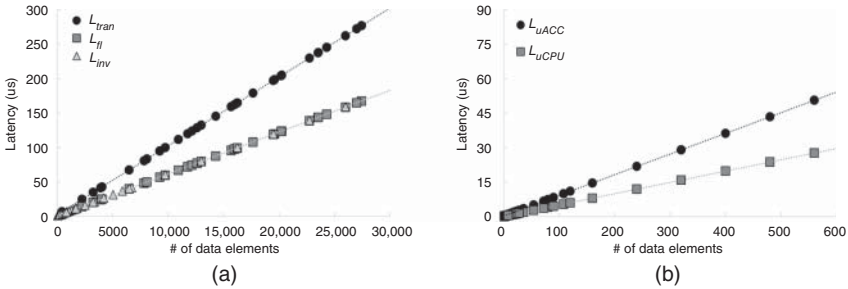 300
250
200
150
100
50
0
Latency (us)
L_tran
L_fl
L_inv
0
5000
10,000
15,000
20,000
25,000
30,000
# of data elements
(a)
90
75
60
45
30
15
0
Latency (us)
L_uACC
L_uCPU
0
100
200
300
400
500
600
# of data elements
(b)